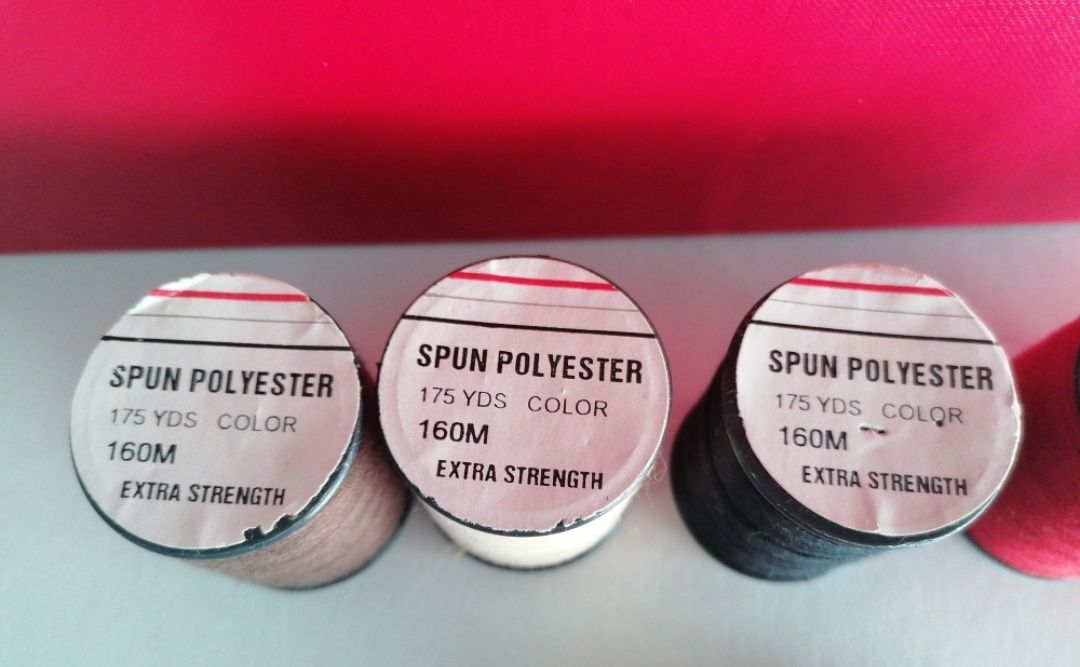 SPUN POLYESTER
175 YDS COLOR
160M
EXTRA STRENGTH
SPUN POLYESTER
175 YDS COLOR
160M
EXTRA STRENGTH
SPUN POLYESTER
175 YDS COLOR
160M
EXTRA STRENGTH